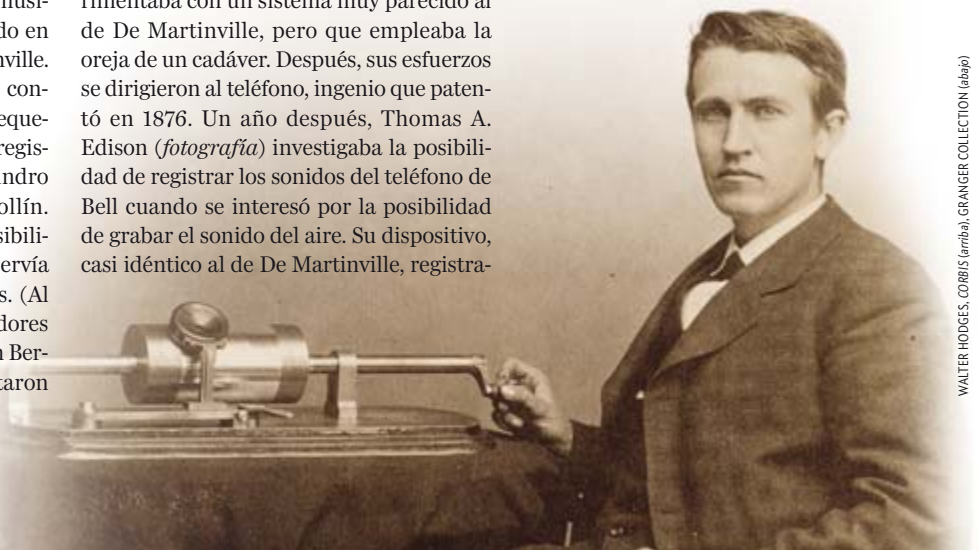 do en
nville.
con-
eque-
regis-
ndro
ollín.
sibili-
ervía
s. (Al
dores
n Ber-
taron
rimentaba con un sistema muy parecido al
de De Martinville, pero que empleaba la
oreja de un cadáver. Después, sus esfuerzos
se dirigieron al teléfono, ingenio que paten-
tó en 1876. Un año después, Thomas A.
Edison (fotografía) investigaba la posibili-
dad de registrar los sonidos del teléfono de
Bell cuando se interesó por la posibilidad
de grabar el sonido del aire. Su dispositivo,
casi idéntico al de De Martinville, registra-
WALTER HODGES, CORBIS (arriba), GRANGER COLLECTION (abajo)